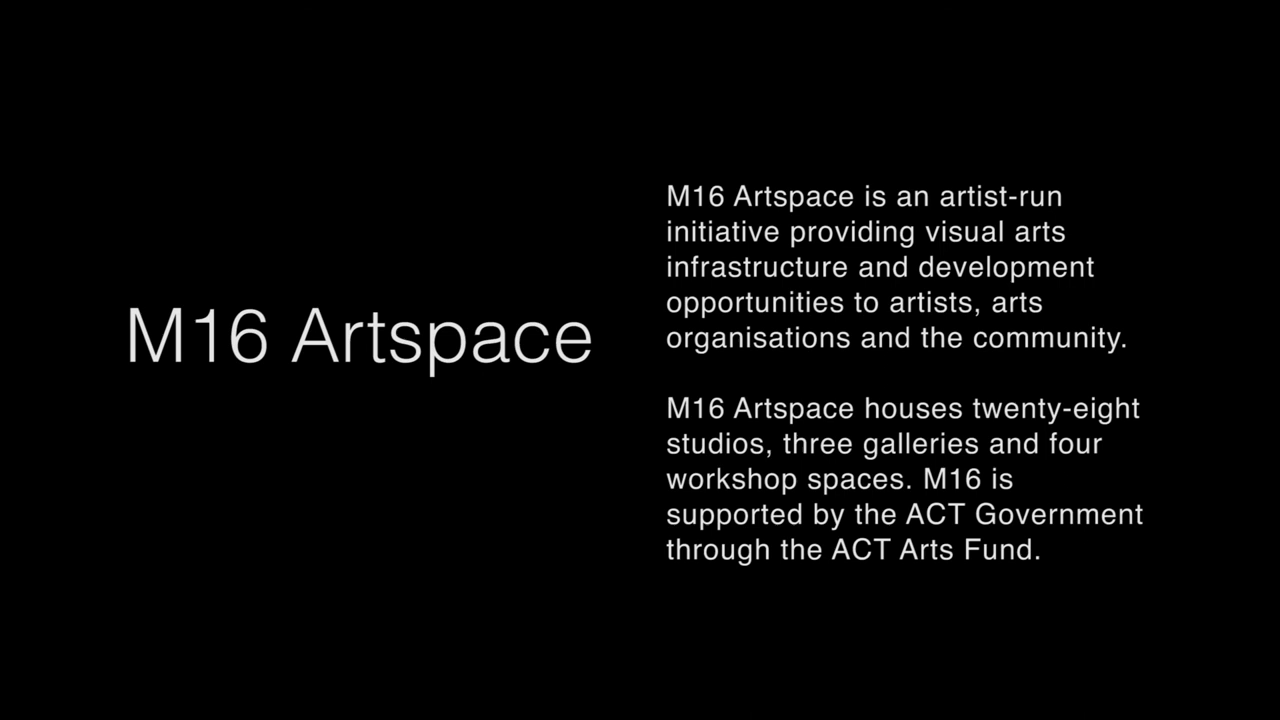 M16 Artspace
M16 Artspace is an artist-run
initiative providing visual arts
infrastructure and development
opportunities to artists, arts
organisations and the community.
M16 Artspace houses twenty-eight
studios, three galleries and four
workshop spaces. M16 is
supported by the ACT Government
through the ACT Arts Fund.